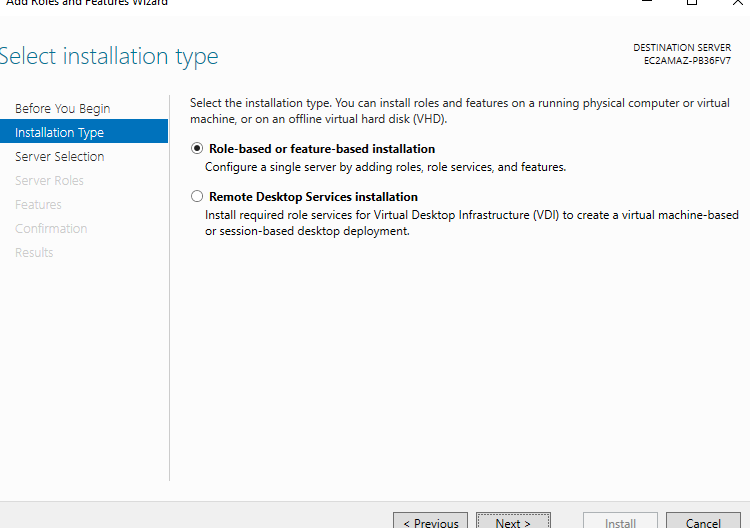 Add Roles and Features Wizard
Select installation type
DESTINATION SERVER
EC2AMAZ-PB36FV7
Before You Begin
Installation Type
Server Selection
Server Roles
Features
Confirmation
Results
Select the installation type. You can install roles and features on a running physical computer or virtual
machine, or on an offline virtual hard disk (VHD).
Role-based or feature-based installation
Configure a single server by adding roles, role services, and features.
Remote Desktop Services installation
Install required role services for Virtual Desktop Infrastructure (VDI) to create a virtual machine-based
or session-based desktop deployment.
< Previous
Next >
Install
Cancel